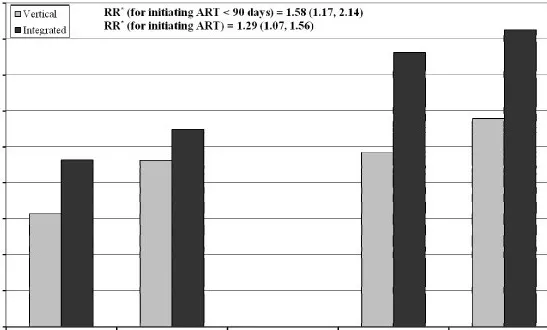 Vertical
Integrated
RR* (for initiating ART < 90 days) = 1.58 (1.17, 2.14)
RR* (for initiating ART) = 1.29 (1.07, 1.56)